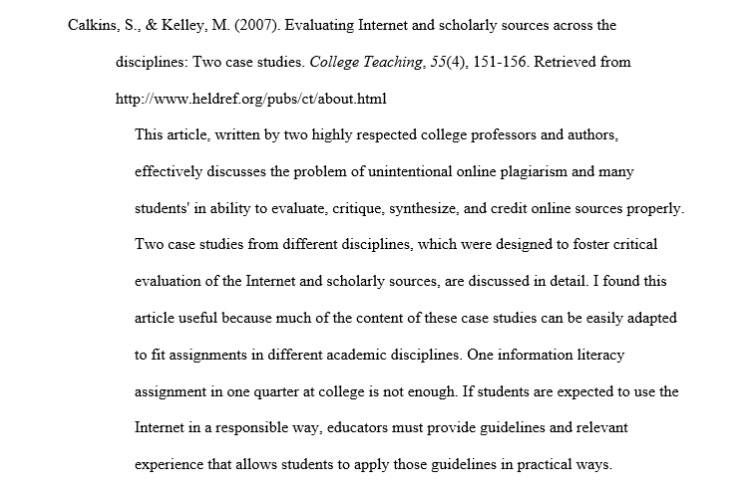 Calkins, S., & Kelley, M. (2007). Evaluating Internet and scholarly sources across the
disciplines: Two case studies. College Teaching, 55(4), 151-156. Retrieved from
http://www.heldref.org/pubs/ct/about.html
This article, written by two highly respected college professors and authors,
effectively discusses the problem of unintentional online plagiarism and many
students' in ability to evaluate, critique, synthesize, and credit online sources properly.
Two case studies from different disciplines, which were designed to foster critical
evaluation of the Internet and scholarly sources, are discussed in detail. I found this
article useful because much of the content of these case studies can be easily adapted
to fit assignments in different academic disciplines. One information literacy
assignment in one quarter at college is not enough. If students are expected to use the
Internet in a responsible way, educators must provide guidelines and relevant
experience that allows students to apply those guidelines in practical ways.